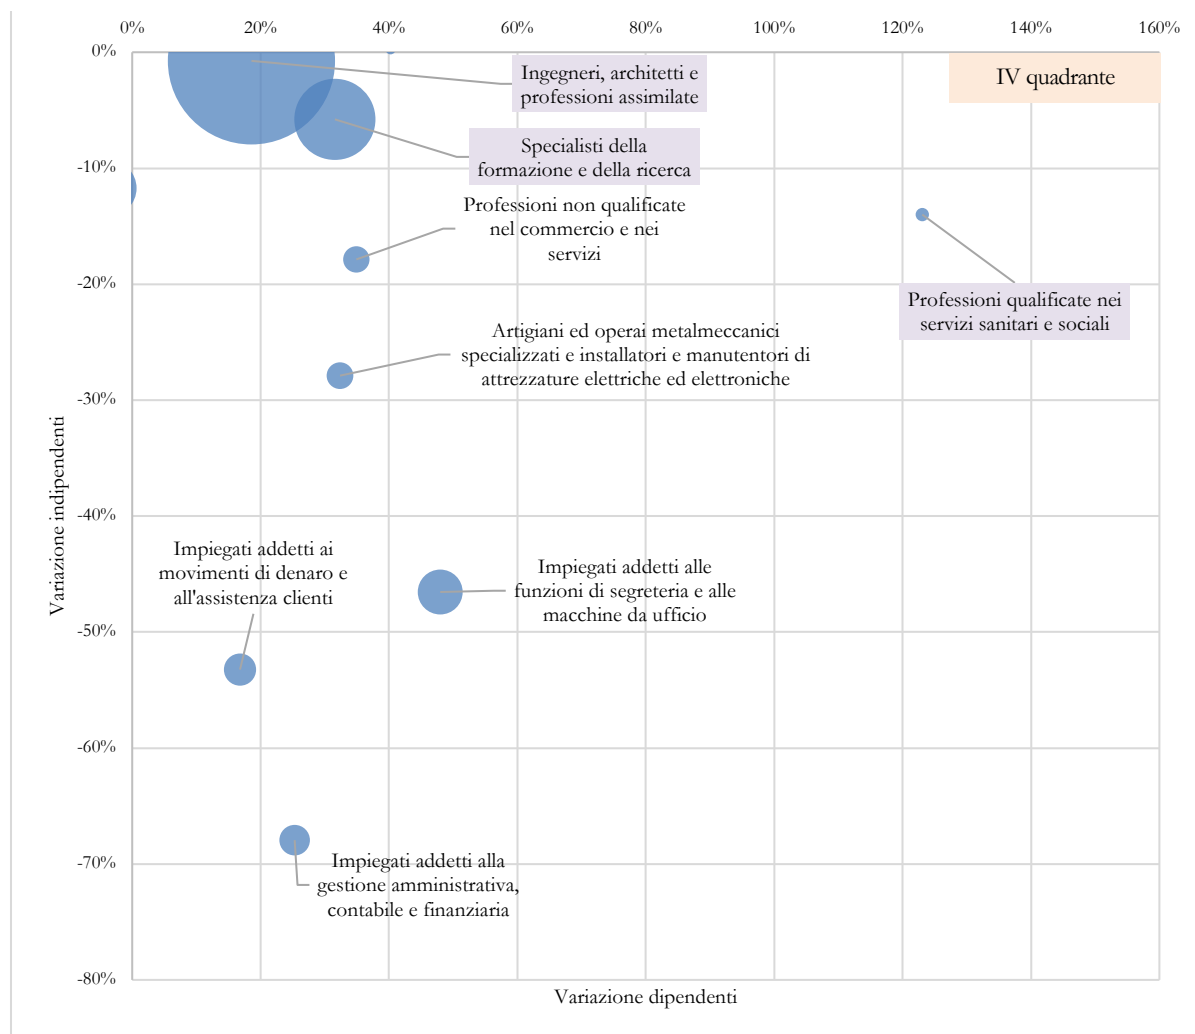 0%
20%
40%
60%
80%
100%
120%
140%
160%
0%
-10%
-20%
-30%
-40%
-50%
-60%
-70%
-80%
IV quadrante
Ingegneri, architetti e
professioni assimilate
Specialisti della
formazione e della ricerca
Professioni non qualificate
nel commercio e nei
servizi
Professioni qualificate nei
servizi sanitari e sociali
Artigiani ed operai metalmeccanici
specializzati e installatori e manutentori di
attrezzature elettriche ed elettroniche
Impiegati addetti ai
movimenti di denaro e
all'assistenza clienti
Impiegati addetti alle
funzioni di segreteria e alle
macchine da ufficio
Impiegati addetti alla
gestione amministrativa,
contabile e finanziaria
Variazione indipendenti
Variazione dipendenti